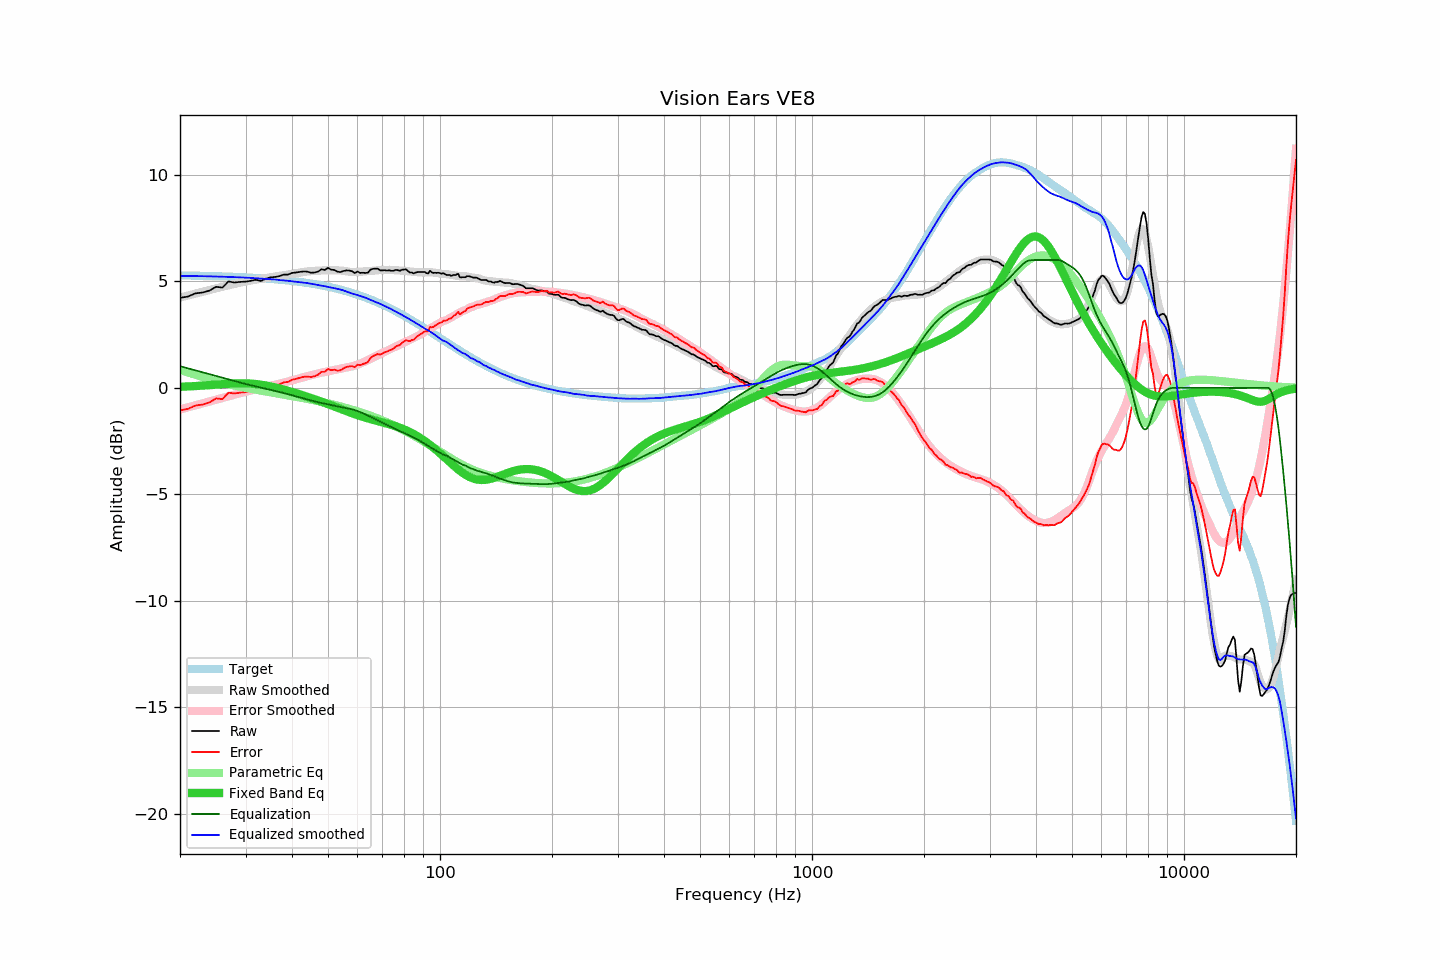 Vision Ears VE8
Amplitude (dBr)
10
5
0
−5
−10
−15
−20
Target
Raw Smoothed
Error Smoothed
Raw
Error
Parametric Eq
Fixed Band Eq
Equalization
Equalized smoothed
100
1000
10000
Frequency (Hz)